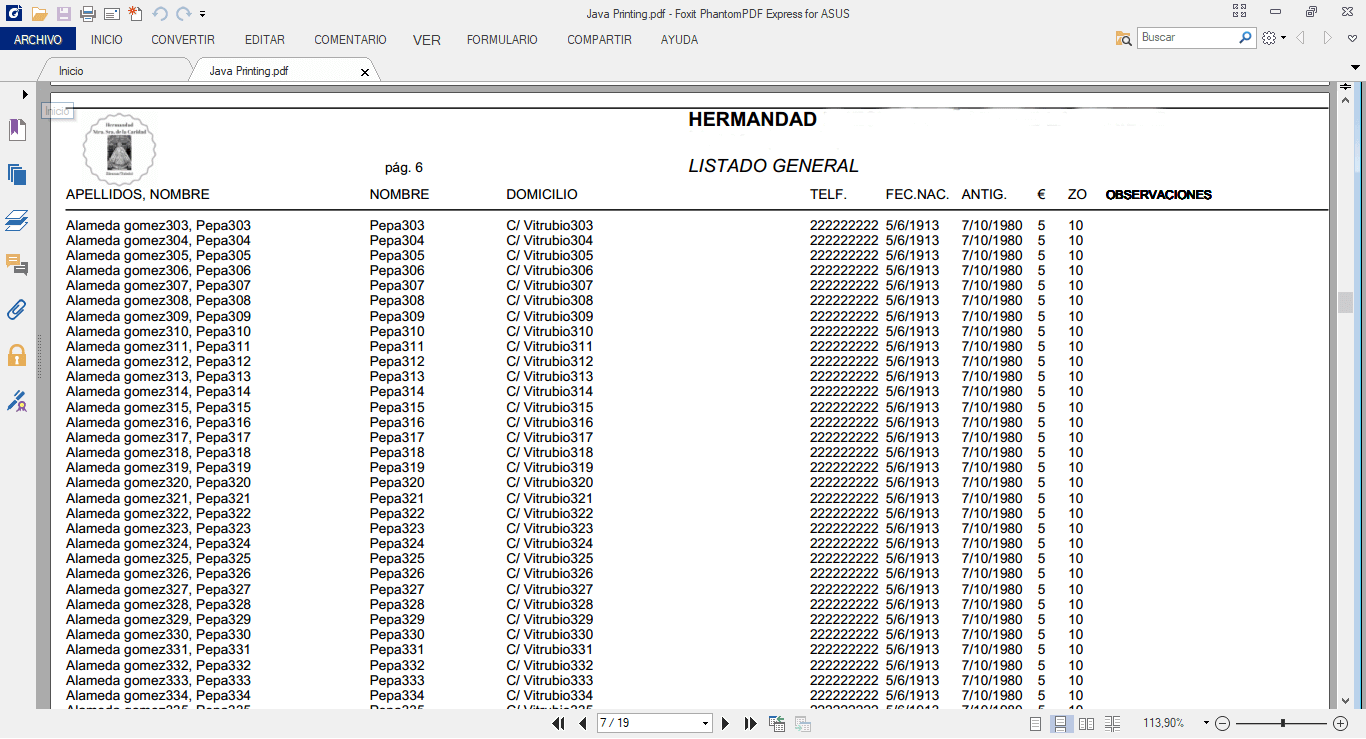 Java Printing.pdf - Foxit PhantomPDF Express for ASUS
ARCHIVO INICIO CONVERTIR EDITAR COMENTARIO VER FORMULARIO COMPARTIR AYUDA Buscar
Inicio Java Printing.pdf
Inicio
HERMANDAD
Hermandad
Ntra. Sra. de la Caridad
pág. 6 LISTADO GENERAL
APELLIDOS, NOMBRE NOMBRE DOMICILIO TELF. FEC.NAC. ANTIG. € ZO OBSERVACIONES
Alameda gomez303, Pepa303 Pepa303 C/ Vitrubio303 222222222 5/6/1913 7/10/1980 5 10
Alameda gomez304, Pepa304 Pepa304 C/ Vitrubio304 222222222 5/6/1913 7/10/1980 5 10
Alameda gomez305, Pepa305 Pepa305 C/ Vitrubio305 222222222 5/6/1913 7/10/1980 5 10
Alameda gomez306, Pepa306 Pepa306 C/ Vitrubio306 222222222 5/6/1913 7/10/1980 5 10
Alameda gomez307, Pepa307 Pepa307 C/ Vitrubio307 222222222 5/6/1913 7/10/1980 5 10
Alameda gomez308, Pepa308 Pepa308 C/ Vitrubio308 222222222 5/6/1913 7/10/1980 5 10
Alameda gomez309, Pepa309 Pepa309 C/ Vitrubio309 222222222 5/6/1913 7/10/1980 5 10
Alameda gomez310, Pepa310 Pepa310 C/ Vitrubio310 222222222 5/6/1913 7/10/1980 5 10
Alameda gomez311, Pepa311 Pepa311 C/ Vitrubio311 222222222 5/6/1913 7/10/1980 5 10
Alameda gomez312, Pepa312 Pepa312 C/ Vitrubio312 222222222 5/6/1913 7/10/1980 5 10
Alameda gomez313, Pepa313 Pepa313 C/ Vitrubio313 222222222 5/6/1913 7/10/1980 5 10
Alameda gomez314, Pepa314 Pepa314 C/ Vitrubio314 222222222 5/6/1913 7/10/1980 5 10
Alameda gomez315, Pepa315 Pepa315 C/ Vitrubio315 222222222 5/6/1913 7/10/1980 5 10
Alameda gomez316, Pepa316 Pepa316 C/ Vitrubio316 222222222 5/6/1913 7/10/1980 5 10
Alameda gomez317, Pepa317 Pepa317 C/ Vitrubio317 222222222 5/6/1913 7/10/1980 5 10
Alameda gomez318, Pepa318 Pepa318 C/ Vitrubio318 222222222 5/6/1913 7/10/1980 5 10
Alameda gomez319, Pepa319 Pepa319 C/ Vitrubio319 222222222 5/6/1913 7/10/1980 5 10
Alameda gomez320, Pepa320 Pepa320 C/ Vitrubio320 222222222 5/6/1913 7/10/1980 5 10
Alameda gomez321, Pepa321 Pepa321 C/ Vitrubio321 222222222 5/6/1913 7/10/1980 5 10
Alameda gomez322, Pepa322 Pepa322 C/ Vitrubio322 222222222 5/6/1913 7/10/1980 5 10
Alameda gomez323, Pepa323 Pepa323 C/ Vitrubio323 222222222 5/6/1913 7/10/1980 5 10
Alameda gomez324, Pepa324 Pepa324 C/ Vitrubio324 222222222 5/6/1913 7/10/1980 5 10
Alameda gomez325, Pepa325 Pepa325 C/ Vitrubio325 222222222 5/6/1913 7/10/1980 5 10
Alameda gomez326, Pepa326 Pepa326 C/ Vitrubio326 222222222 5/6/1913 7/10/1980 5 10
Alameda gomez327, Pepa327 Pepa327 C/ Vitrubio327 222222222 5/6/1913 7/10/1980 5 10
Alameda gomez328, Pepa328 Pepa328 C/ Vitrubio328 222222222 5/6/1913 7/10/1980 5 10
Alameda gomez329, Pepa329 Pepa329 C/ Vitrubio329 222222222 5/6/1913 7/10/1980 5 10
Alameda gomez330, Pepa330 Pepa330 C/ Vitrubio330 222222222 5/6/1913 7/10/1980 5 10
Alameda gomez331, Pepa331 Pepa331 C/ Vitrubio331 222222222 5/6/1913 7/10/1980 5 10
Alameda gomez332, Pepa332 Pepa332 C/ Vitrubio332 222222222 5/6/1913 7/10/1980 5 10
Alameda gomez333, Pepa333 Pepa333 C/ Vitrubio333 222222222 5/6/1913 7/10/1980 5 10
Alameda gomez334, Pepa334 Pepa334 C/ Vitrubio334 222222222 5/6/1913 7/10/1980 5 10
7 / 19 113,90%